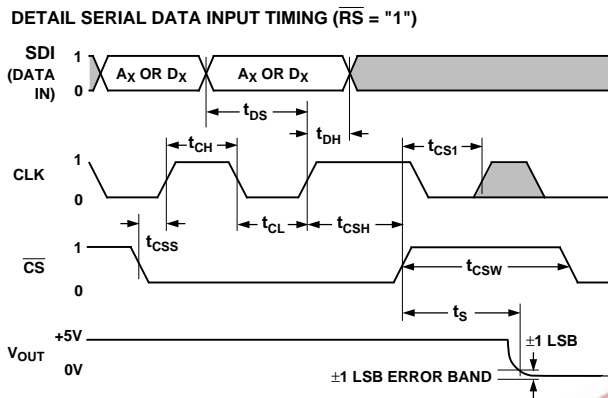 DETAIL SERIAL DATA INPUT TIMING (R̅S̅ = "1")
SDI
(DATA
IN)
1
0
AX OR DX
AX OR DX
tDS
tDH
tCH
tCS1
CLK
1
0
tCSS
tCL
tCSH
C̅S̅
1
0
tCSW
tS
VOUT
+5V
0V
±1 LSB
±1 LSB ERROR BAND